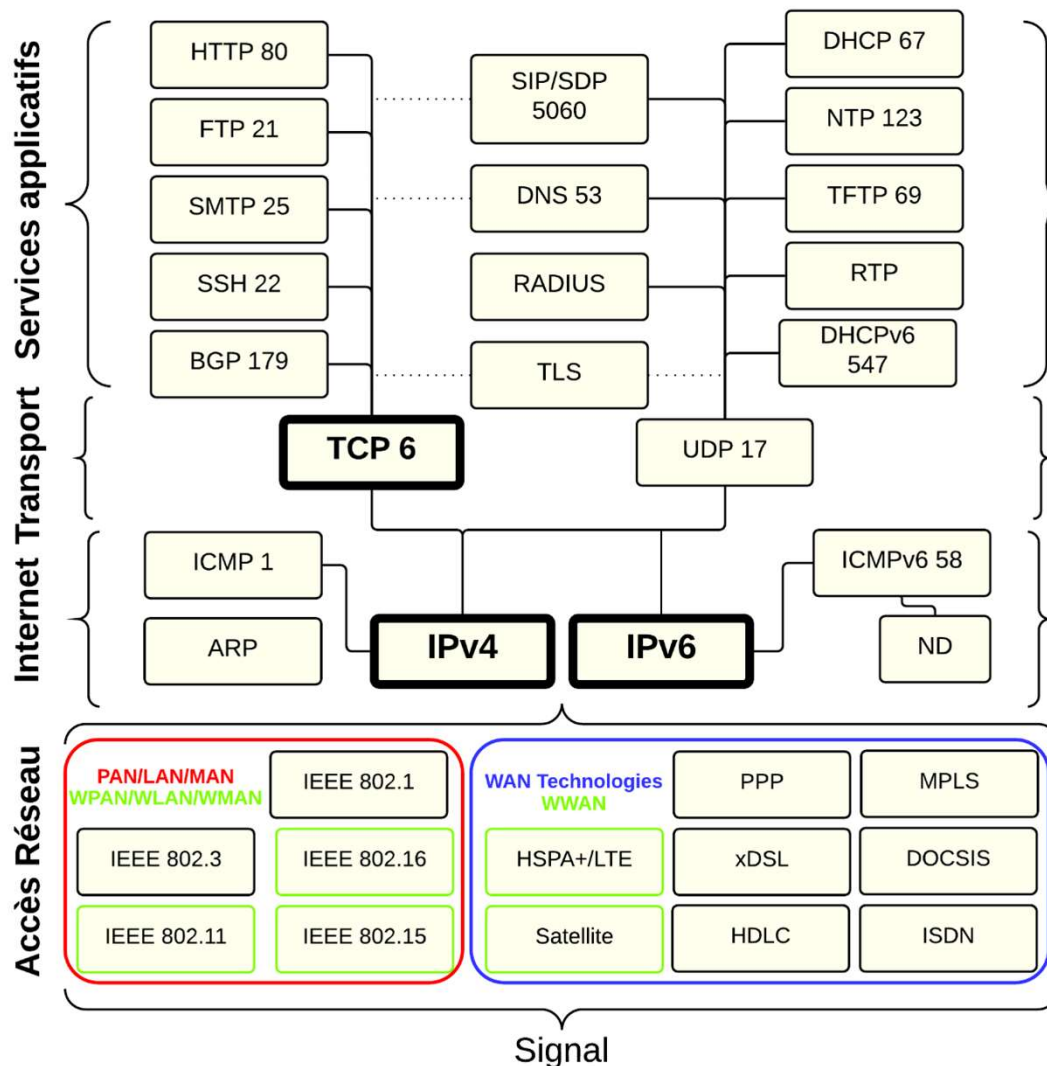 Services applicatifs
HTTP 80
FTP 21
SMTP 25
SSH 22
BGP 179
SIP/SDP
5060
DNS 53
RADIUS
TLS
DHCP 67
NTP 123
TFTP 69
RTP
DHCPv6
547
Transport
TCP 6
UDP 17
Internet
ICMP 1
ARP
IPv4
IPv6
ICMPv6 58
ND
Accès Réseau
PAN/LAN/MAN
WPAN/WLAN/WMAN
IEEE 802.1
IEEE 802.3
IEEE 802.16
IEEE 802.11
IEEE 802.15
WAN Technologies
WWAN
PPP
MPLS
HSPA+/LTE
xDSL
DOCSIS
Satellite
HDLC
ISDN
Signal